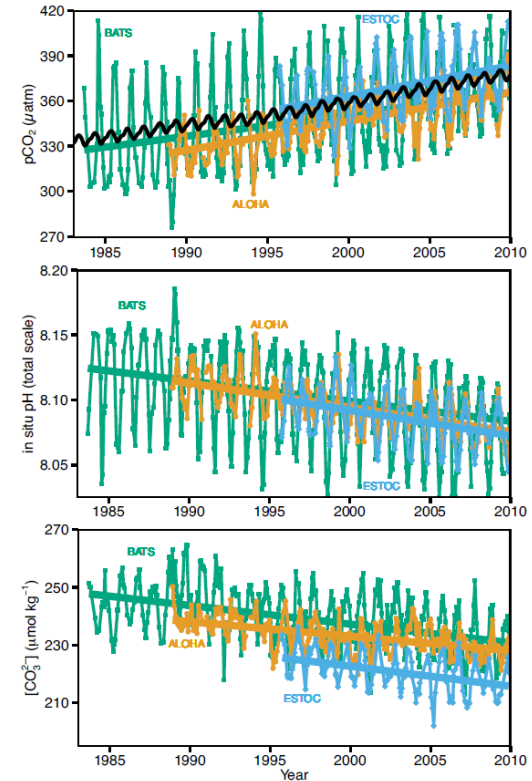 420
390
360
330
300
270
pCO₂ (µatm)
BATS
ESTOC
ALOHA
1985
1990
1995
2000
2005
2010
8.20
8.15
8.10
8.05
in situ pH (total scale)
BATS
ALOHA
ESTOC
1985
1990
1995
2000
2005
2010
270
250
230
210
[CO₃²⁻] (µmol kg⁻¹)
BATS
ALOHA
ESTOC
1985
1990
1995
2000
2005
2010
Year